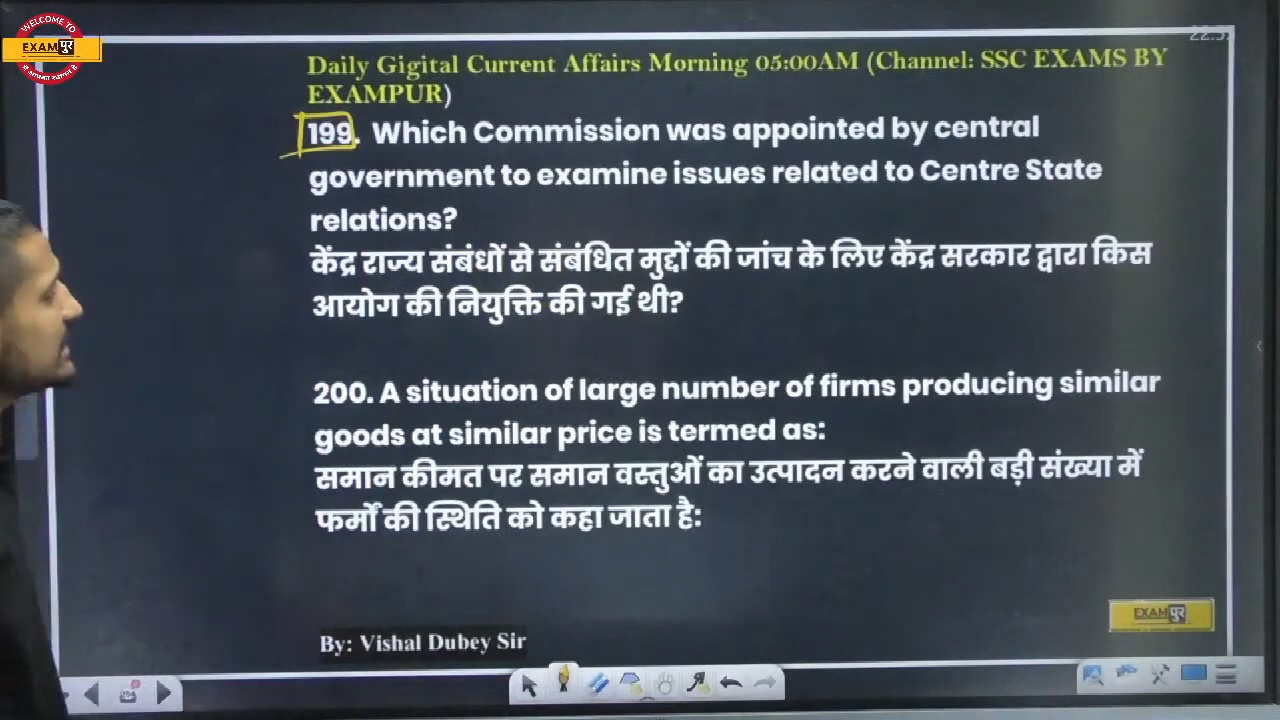 WELCOME TO
EXAMपुर
Daily Gigital Current Affairs Morning 05:00AM (Channel: SSC EXAMS BY
EXAMPUR)
199. Which Commission was appointed by central
government to examine issues related to Centre State
relations?
केंद्र राज्य संबंधों से संबंधित मुद्दों की जांच के लिए केंद्र सरकार द्वारा किस
आयोग की नियुक्ति की गई थी?
200. A situation of large number of firms producing similar
goods at similar price is termed as:
समान कीमत पर समान वस्तुओं का उत्पादन करने वाली बड़ी संख्या में
फर्मों की स्थिति को कहा जाता है:
EXAMपुर
By: Vishal Dubey Sir